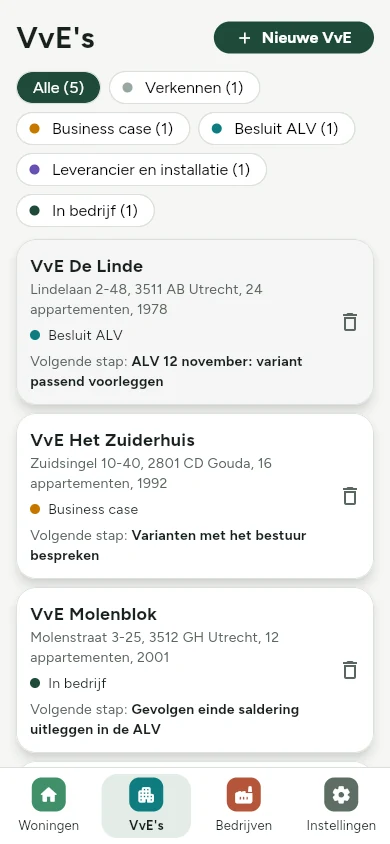 VvE's
+ Nieuwe VvE
Alle (5)
Verkennen (1)
Business case (1)
Besluit ALV (1)
Leverancier en installatie (1)
In bedrijf (1)
VvE De Linde
Lindelaan 2-48, 3511 AB Utrecht, 24
appartementen, 1978
Besluit ALV
Volgende stap: ALV 12 november: variant
passend voorleggen
VvE Het Zuiderhuis
Zuidsingel 10-40, 2801 CD Gouda, 16
appartementen, 1992
Business case
Volgende stap: Varianten met het bestuur
bespreken
VvE Molenblok
Molenstraat 3-25, 3512 GH Utrecht, 12
appartementen, 2001
In bedrijf
Volgende stap: Gevolgen einde saldering
uitleggen in de ALV
Woningen
VvE's
Bedrijven
Instellingen